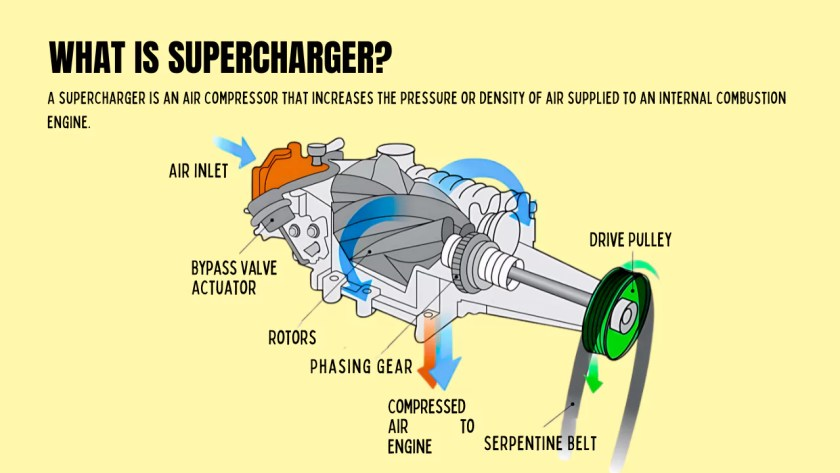 WHAT IS SUPERCHARGER?
A SUPERCHARGER IS AN AIR COMPRESSOR THAT INCREASES THE PRESSURE OR DENSITY OF AIR SUPPLIED TO AN INTERNAL COMBUSTION
ENGINE.
AIR INLET
DRIVE PULLEY
BYPASS VALVE
ACTUATOR
ROTORS
PHASING GEAR
COMPRESSED
AIR TO
ENGINE
SERPENTINE BELT